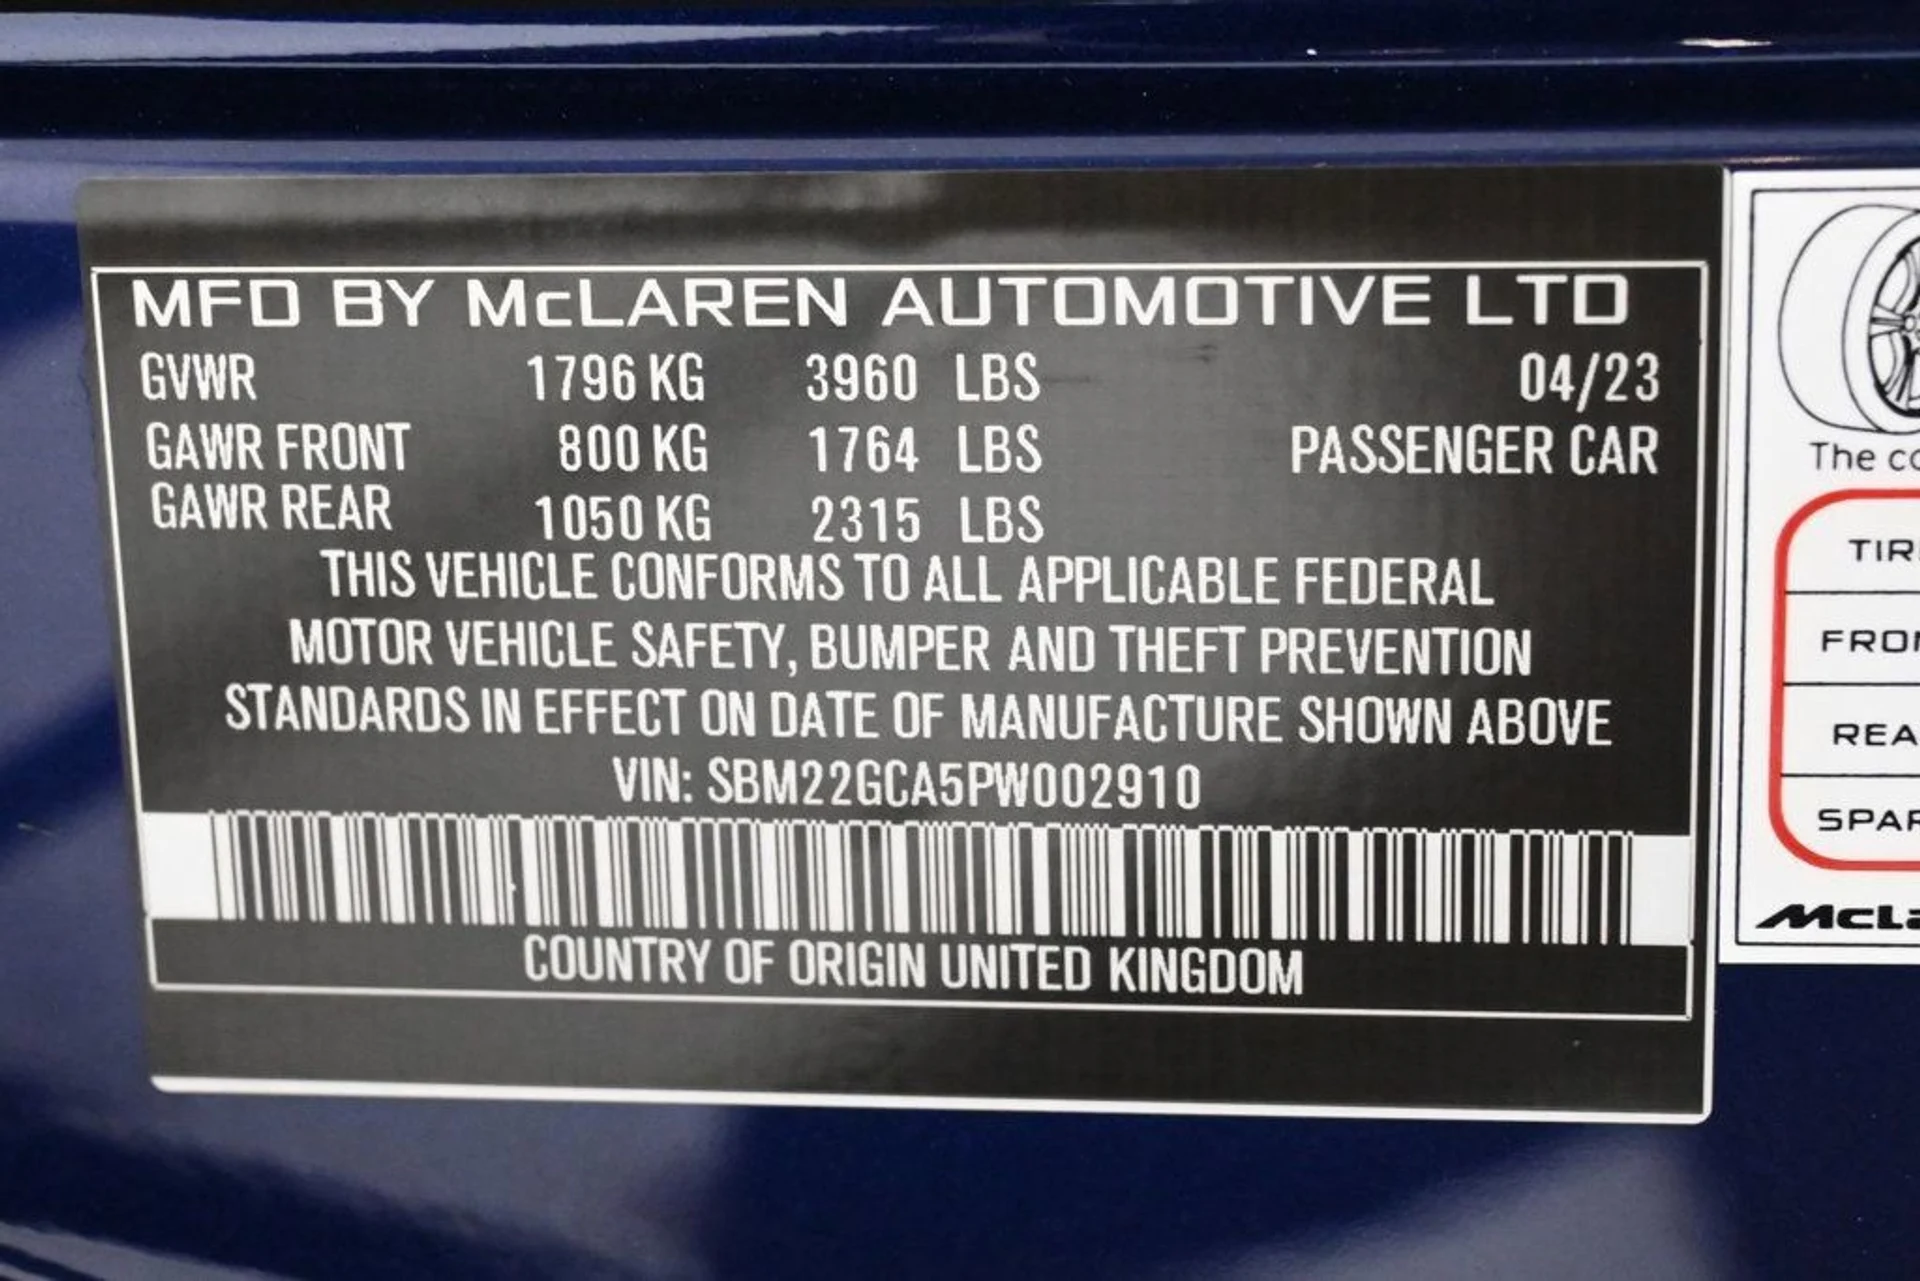 MFD BY McLAREN AUTOMOTIVE LTD
GVWR 1796 KG 3960 LBS 04/23
GAWR FRONT 800 KG 1764 LBS PASSENGER CAR
GAWR REAR 1050 KG 2315 LBS
THIS VEHICLE CONFORMS TO ALL APPLICABLE FEDERAL
MOTOR VEHICLE SAFETY, BUMPER AND THEFT PREVENTION
STANDARDS IN EFFECT ON DATE OF MANUFACTURE SHOWN ABOVE
VIN: SBM22GCA5PW002910
COUNTRY OF ORIGIN UNITED KINGDOM
The